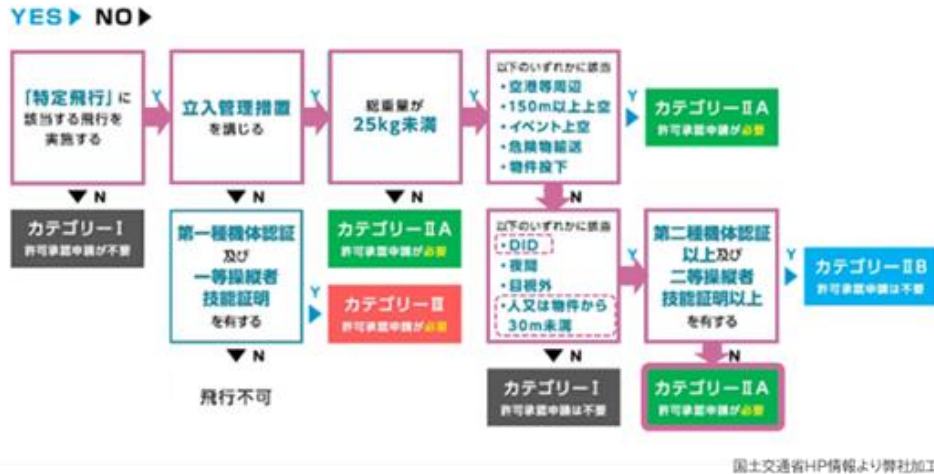 YES▶ NO▶
「特定飛行」に
該当する飛行を
実施する
Y
立入管理措置
を講じる
Y
総重量が
25kg未満
Y
以下のいずれかに該当
・空港等周辺
・150m以上上空
・イベント上空
・危険物輸送
・物件投下
Y
カテゴリーⅡA
許可承認申請が必要
▼ N
▼ N
▼ N
N
カテゴリーⅠ
許可承認申請が不要
第一種機体認証
及び
一等操縦者
技能証明
を有する
Y
カテゴリーⅡA
許可承認申請が必要
カテゴリーⅢ
許可承認申請が必要
以下のいずれかに該当
・DID
・夜間
・目視外
・人又は物件から
30m未満
Y
第二種機体認証
以上及び
二等操縦者
技能証明以上
を有する
Y
カテゴリーⅡB
許可承認申請は不要
▼ N
▼ N
N
飛行不可
カテゴリーⅠ
許可承認申請は不要
カテゴリーⅡA
許可承認申請が必要
国土交通省HP情報より弊社加工